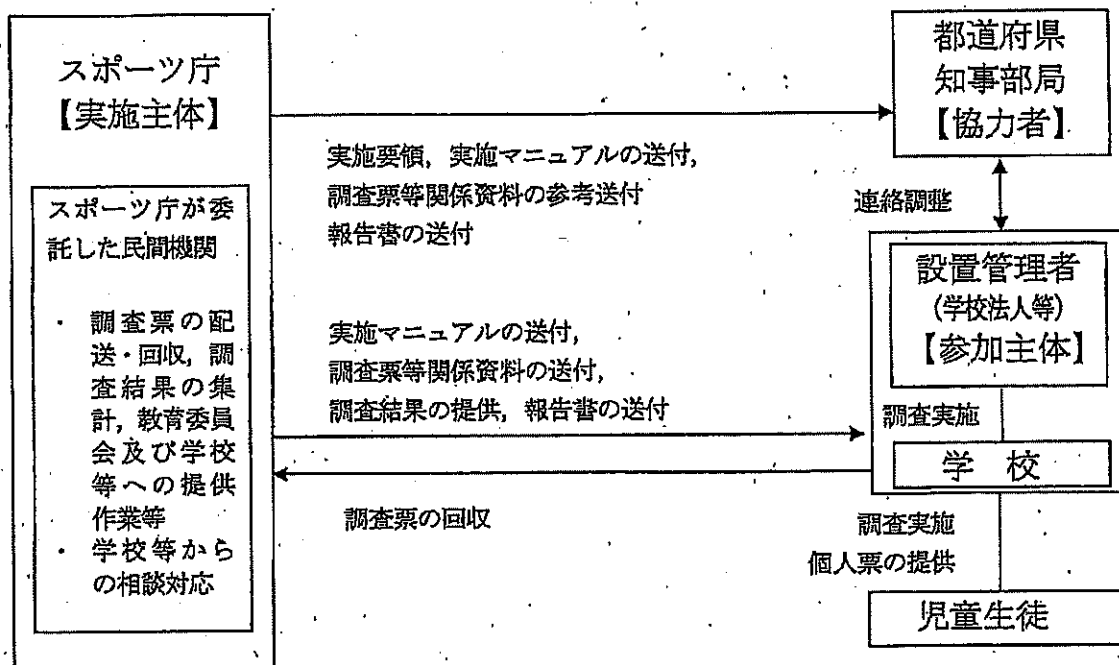 スポーツ庁
【実施主体】
スポーツ庁が委
託した民間機関
・ 調査票の配
送・回収，調
査結果の集
計，教育委員
会及び学校
等への提供
作業等
・ 学校等から
の相談対応
実施要領，実施マニュアルの送付，
調査票等関係資料の参考送付
報告書の送付
実施マニュアルの送付，
調査票等関係資料の送付，
調査結果の提供，報告書の送付
調査票の回収
都道府県
知事部局
【協力者】
連絡調整
設置管理者
(学校法人等)
【参加主体】
調査実施
学 校
調査実施
個人票の提供
児童生徒